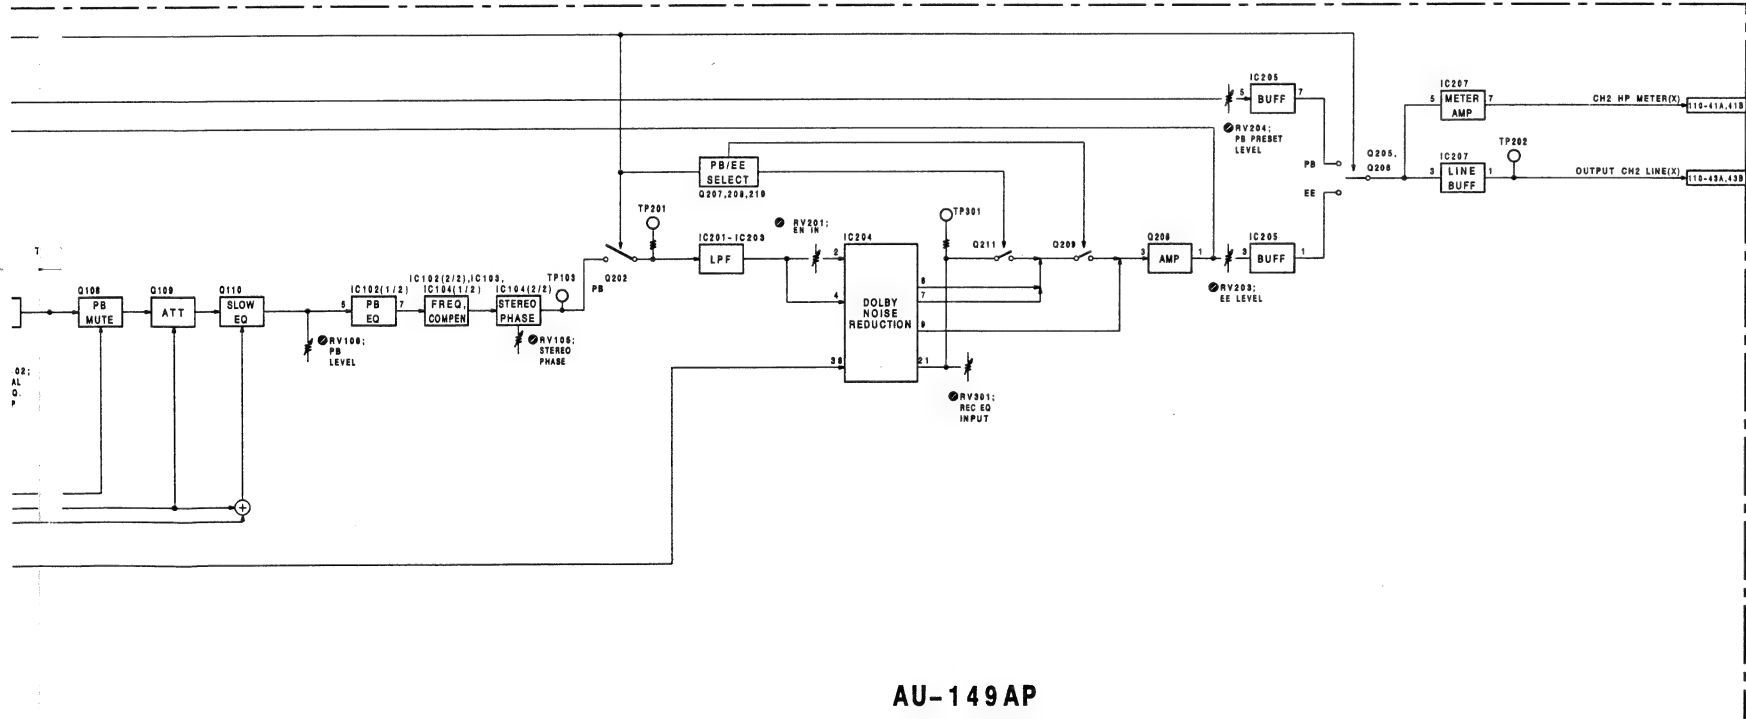 IC205
5 BUFF 7
RV204;
PB PRESET
LEVEL
IC207
5 METER
AMP 7
CH2 HP METER(X)
110-41A,41B
PB
EE
Q205,
Q206
IC207
3 LINE
BUFF 1
TP202
OUTPUT CH2 LINE(X)
110-43A,43B
PB/EE
SELECT
Q207,208,210
TP201
PB
Q202
IC201-IC203
LPF
RV201;
EN IN
IC204
2
4
38
DOLBY
NOISE
REDUCTION
6
7
9
21
TP301
Q211
Q209
Q206
3 AMP 1
RV203;
EE LEVEL
IC205
3 BUFF 1
RV301;
REC EQ
INPUT
7
Q108
PB
MUTE
Q109
ATT
Q110
SLOW
EQ
RV106;
PB
LEVEL
IC102(1/2)
5 PB
EQ 7
IC102(2/2),IC103,
IC104(1/2)
FREQ,
COMPEN
IC104(2/2)
STEREO
PHASE
TP103
RV105;
STEREO
PHASE
02;
AL
Q.
P
+
AU-149AP